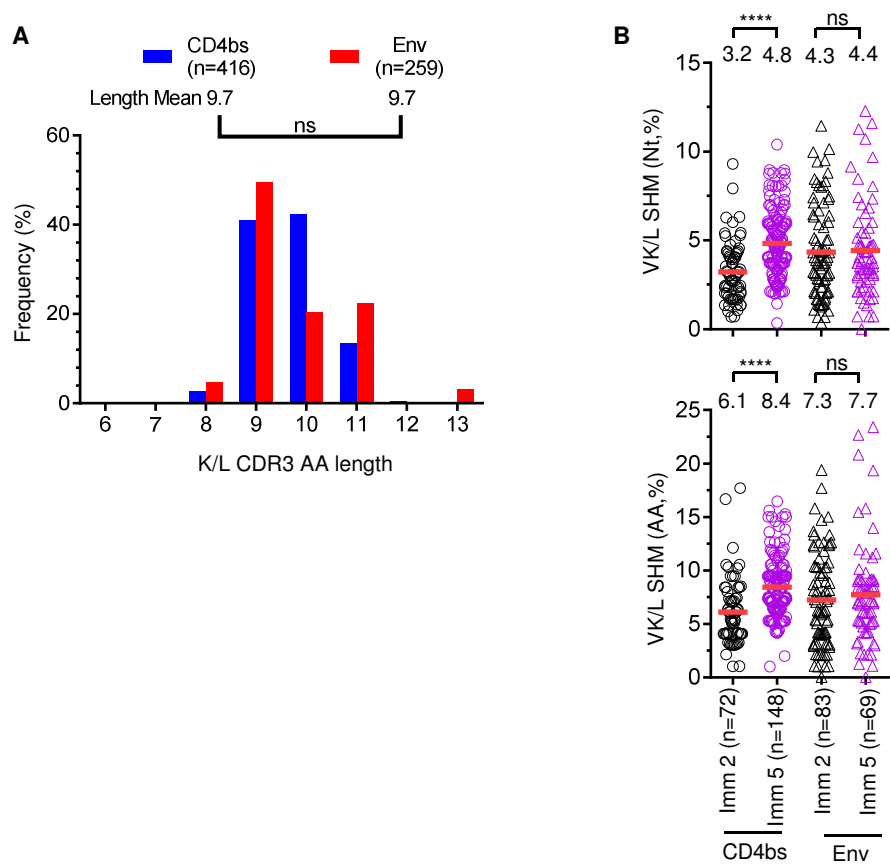 A
CD4bs
(n=416)
Env
(n=259)
Length Mean 9.7
9.7
ns
60
40
20
0
Frequency (%)
6 7 8 9 10 11 12 13
K/L CDR3 AA length
B
**** ns
3.2 4.8 4.3 4.4
15
10
5
0
VK/L SHM (Nt,%)
**** ns
6.1 8.4 7.3 7.7
25
20
15
10
5
0
VK/L SHM (AA,%)
Imm 2 (n=72)
Imm 5 (n=148)
Imm 2 (n=83)
Imm 5 (n=69)
CD4bs
Env